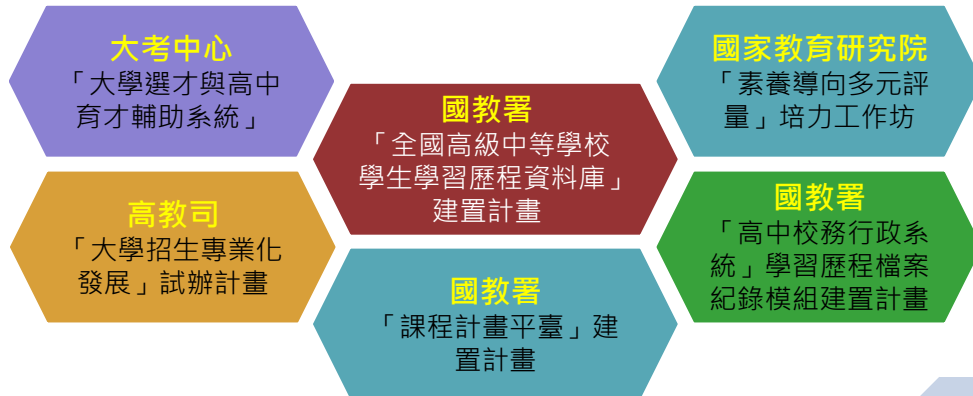 大考中心
「大學選才與高中
育才輔助系統」
國家教育研究院
「素養導向多元評
量」培力工作坊
國教署
「全國高級中等學校
學生學習歷程資料庫」
建置計畫
高教司
「大學招生專業化
發展」試辦計畫
國教署
「高中校務行政系
統」學習歷程檔案
紀錄模組建置計畫
國教署
「課程計畫平臺」建
置計畫